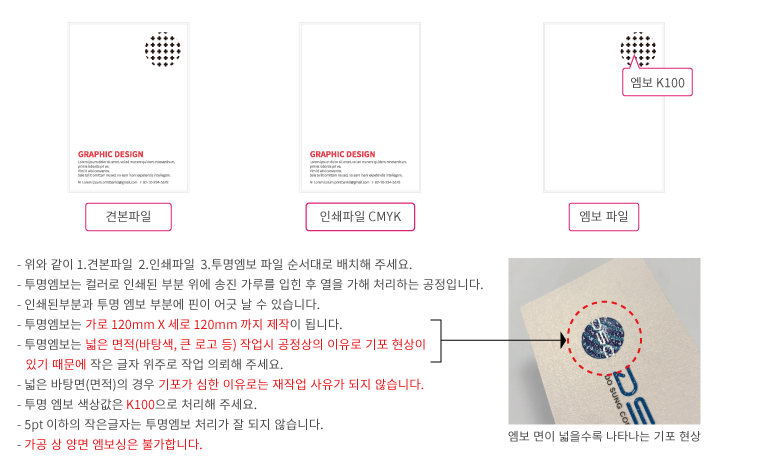 엠보 K100
GRAPHIC DESIGN
GRAPHIC DESIGN
견본파일
인쇄파일 CMYK
엠보 파일
- 위와 같이 1.견본파일 2.인쇄파일 3.투명엠보 파일 순서대로 배치해 주세요.
- 투명엠보는 컬러로 인쇄된 부분 위에 송진 가루를 입힌 후 열을 가해 처리하는 공정입니다.
- 인쇄된부분과 투명 엠보 부분에 핀이 어긋 날 수 있습니다.
- 투명엠보는 가로 120mm X 세로 120mm 까지 제작이 됩니다.
- 투명엠보는 넓은 면적(바탕색, 큰 로고 등) 작업시 공정상의 이유로 기포 현상이
있기 때문에 작은 글자 위주로 작업 의뢰해 주세요.
- 넓은 바탕면(면적)의 경우 기포가 심한 이유로는 재작업 사유가 되지 않습니다.
- 투명 엠보 색상값은 K100으로 처리해 주세요.
- 5pt 이하의 작은글자는 투명엠보 처리가 잘 되지 않습니다.
- 가공 상 양면 엠보싱은 불가합니다.
DO SUNG
엠보 면이 넓을수록 나타나는 기포 현상